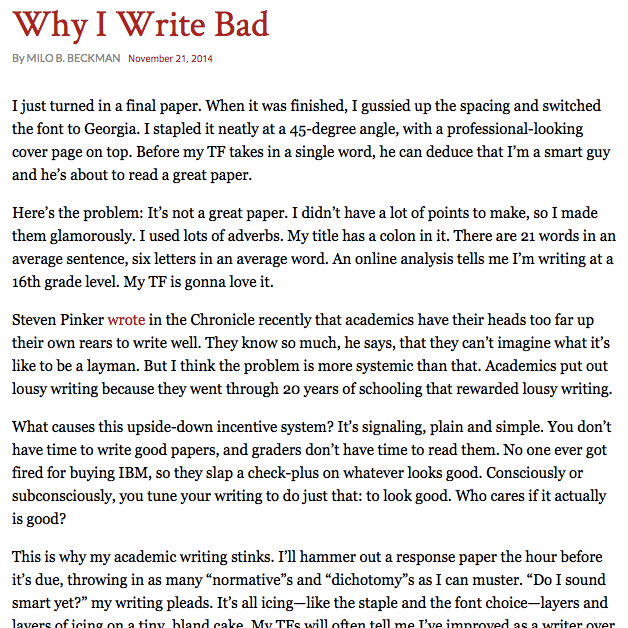 Why I Write Bad
By MILO B. BECKMAN November 21, 2014
I just turned in a final paper. When it was finished, I gussied up the spacing and switched
the font to Georgia. I stapled it neatly at a 45-degree angle, with a professional-looking
cover page on top. Before my TF takes in a single word, he can deduce that I’m a smart guy
and he’s about to read a great paper.
Here’s the problem: It’s not a great paper. I didn’t have a lot of points to make, so I made
them glamorously. I used lots of adverbs. My title has a colon in it. There are 21 words in an
average sentence, six letters in an average word. An online analysis tells me I’m writing at a
16th grade level. My TF is gonna love it.
Steven Pinker wrote in the Chronicle recently that academics have their heads too far up
their own rears to write well. They know so much, he says, that they can’t imagine what it’s
like to be a layman. But I think the problem is more systemic than that. Academics put out
lousy writing because they went through 20 years of schooling that rewarded lousy writing.
What causes this upside-down incentive system? It’s signaling, plain and simple. You don’t
have time to write good papers, and graders don’t have time to read them. No one ever got
fired for buying IBM, so they slap a check-plus on whatever looks good. Consciously or
subconsciously, you tune your writing to do just that: to look good. Who cares if it actually
is good?
This is why my academic writing stinks. I’ll hammer out a response paper the hour before
it’s due, throwing in as many “normative”s and “dichotomy”s as I can muster. “Do I sound
smart yet?” my writing pleads. It’s all icing—like the staple and the font choice—layers and
layers of icing on a tiny, bland cake. My TFs will often tell me I’ve improved as a writer over